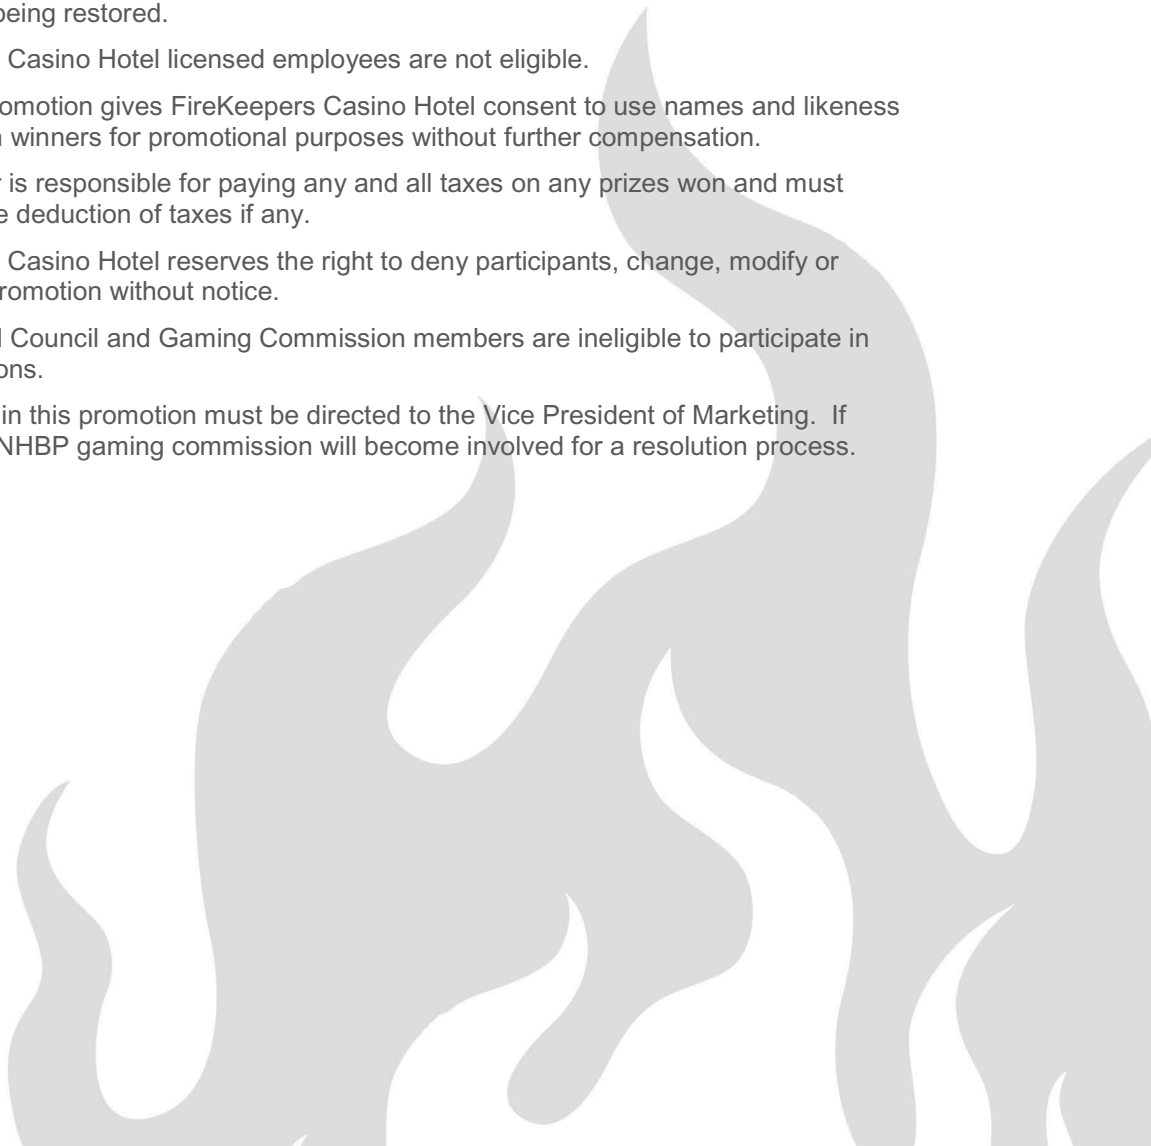 being restored.
Casino Hotel licensed employees are not eligible.
omotion gives FireKeepers Casino Hotel consent to use names and likeness
winners for promotional purposes without further compensation.
is responsible for paying any and all taxes on any prizes won and must
e deduction of taxes if any.
Casino Hotel reserves the right to deny participants, change, modify or
romotion without notice.
l Council and Gaming Commission members are ineligible to participate in
ons.
in this promotion must be directed to the Vice President of Marketing.  If
NHBP gaming commission will become involved for a resolution process.